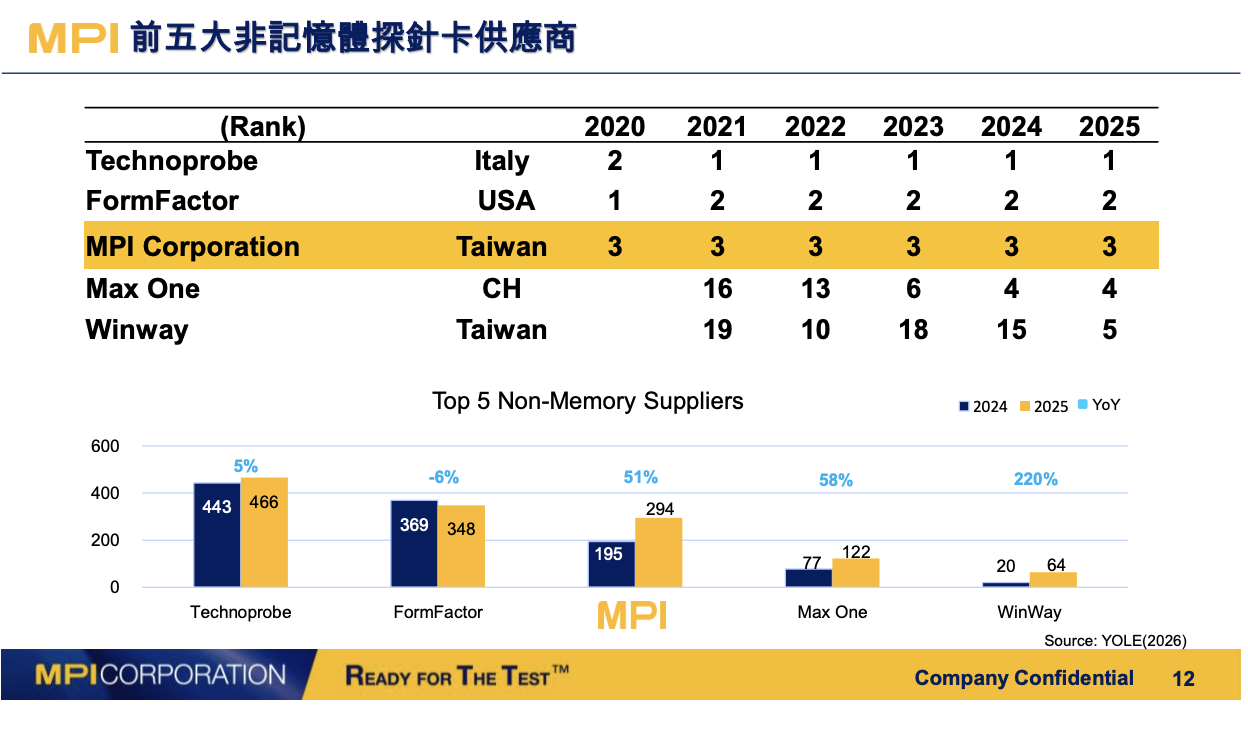 MPI 前五大非記憶體探針卡供應商
(Rank) 2020 2021 2022 2023 2024 2025
Technoprobe Italy 2 1 1 1 1 1
FormFactor USA 1 2 2 2 2 2
MPI Corporation Taiwan 3 3 3 3 3 3
Max One CH 16 13 6 4 4
Winway Taiwan 19 10 18 15 5
Top 5 Non-Memory Suppliers
2024 2025 YoY
600
400
200
0
5% -6% 51% 58% 220%
443 466 369 348 195 294 77 122 20 64
Technoprobe FormFactor MPI Max One WinWay
Source: YOLE(2026)
MPI CORPORATION READY FOR THE TEST™ Company Confidential 12